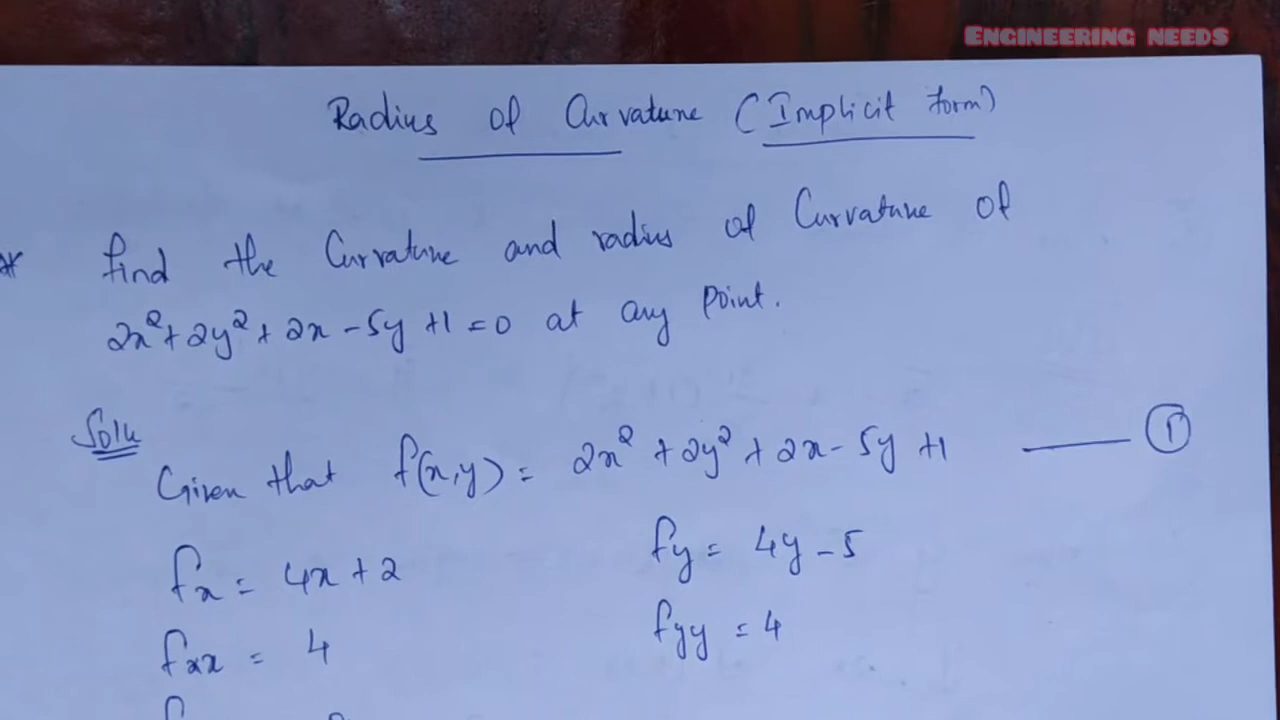 ENGINEERING NEEDS
Radius of Curvature (Implicit form)
* find the Curvature and radius of Curvature of
2x²+2y²+2x-5y+1=0 at any point.
Soln
Given that f(x,y) = 2x²+2y²+2x-5y+1 —— ①
fx = 4x+2 fy = 4y-5
fxx = 4 fyy = 4